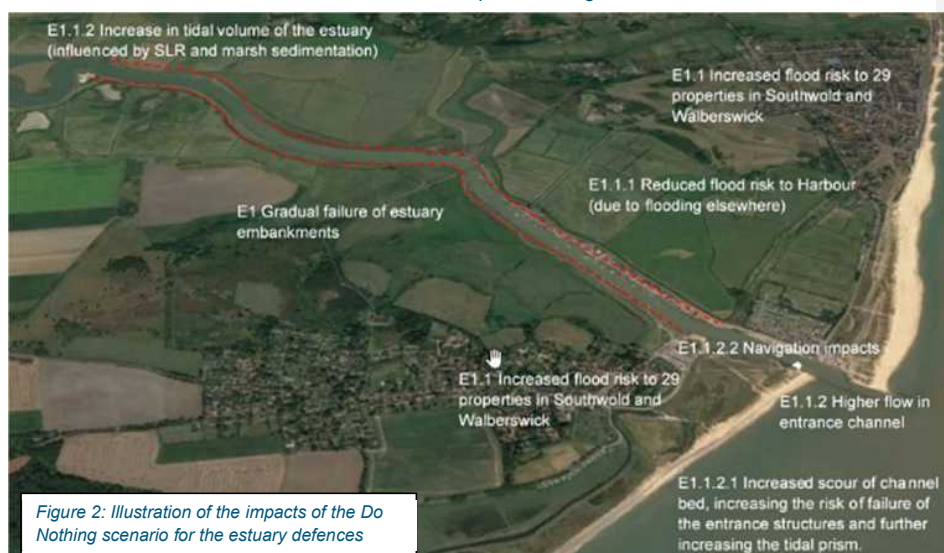 E1.1.2 Increase in tidal volume of the estuary
(influenced by SLR and marsh sedimentation)
E1.1 Increased flood risk to 29
properties in Southwold and
Walberswick
E1.1.1 Reduced flood risk to Harbour
(due to flooding elsewhere)
E1 Gradual failure of estuary
embankments
E1.1.2.2 Navigation impacts
E1.1 Increased flood risk to 29
properties in Southwold and
Walberswick
E1.1.2 Higher flow in
entrance channel
E1.1.2.1 Increased scour of channel
bed, increasing the risk of failure
of the entrance structures and further
increasing the tidal prism.
Figure 2: Illustration of the impacts of the Do
Nothing scenario for the estuary defences